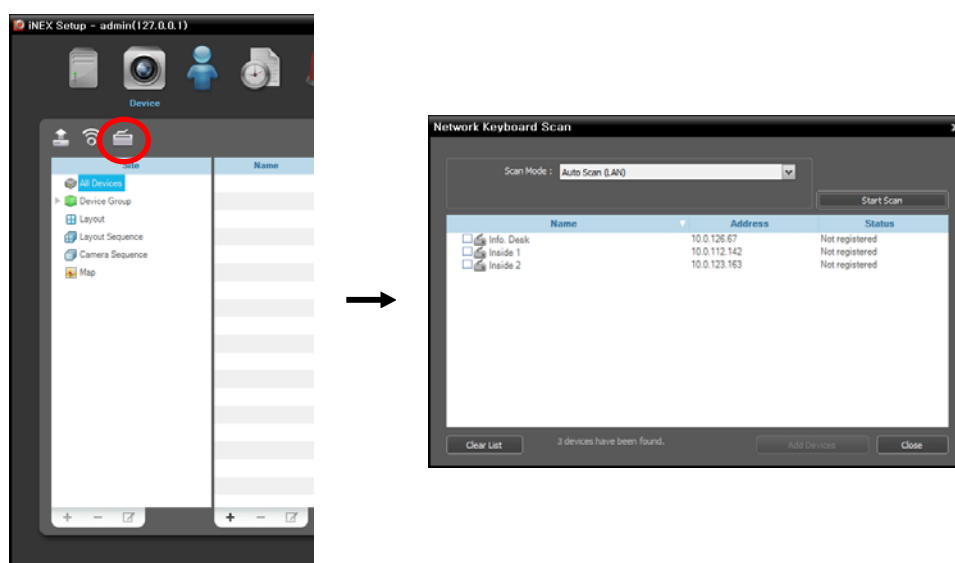 iNEX Setup - admin(127.0.0.1)
Device
Site
Name
All Devices
Device Group
Layout
Layout Sequence
Camera Sequence
Map
Network Keyboard Scan
Scan Mode : Auto Scan (LAN)
Start Scan
Name Address Status
Info. Desk 10.0.126.67 Not registered
Inside 1 10.0.112.142 Not registered
Inside 2 10.0.123.163 Not registered
Clear List 3 devices have been found. Add Devices Close